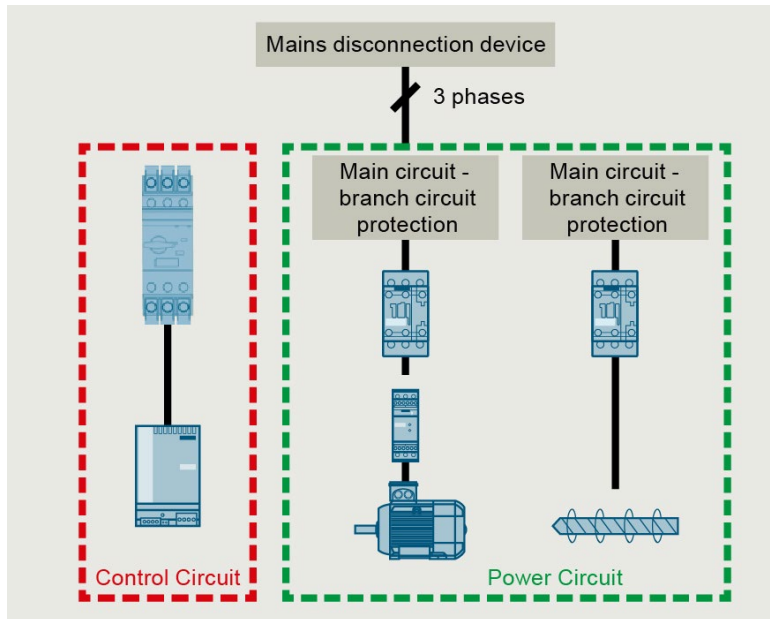 Mains disconnection device
3 phases
Main circuit -
branch circuit
protection
Main circuit -
branch circuit
protection
Control Circuit
Power Circuit